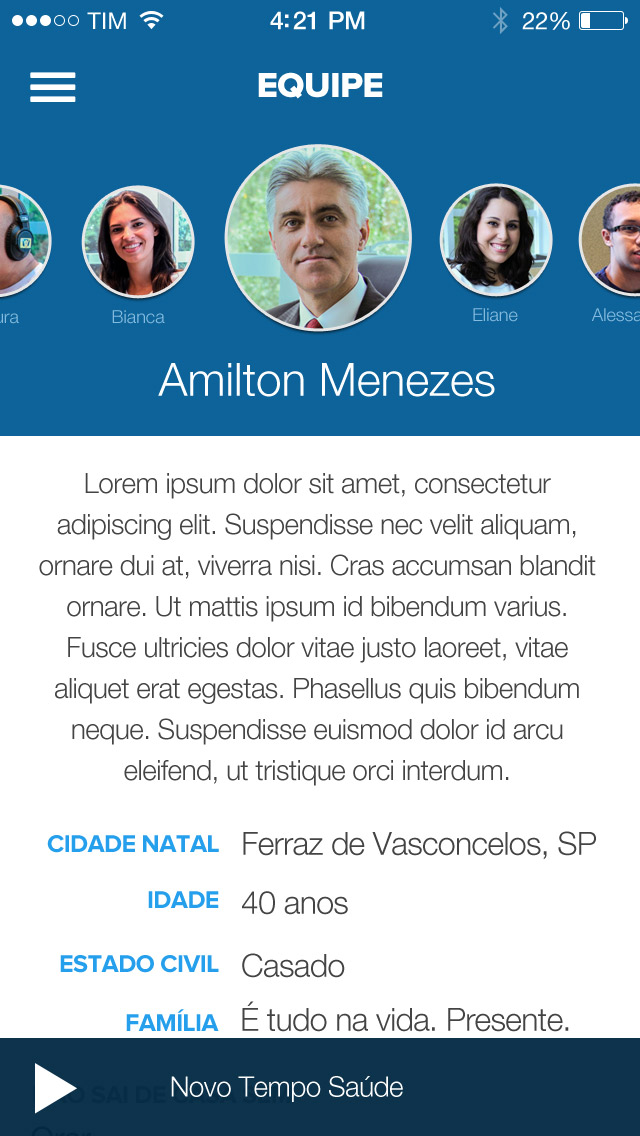 TIM 4:21 PM 22%
EQUIPE
ura Bianca Eliane Alessa
Amilton Menezes
Lorem ipsum dolor sit amet, consectetur
adipiscing elit. Suspendisse nec velit aliquam,
ornare dui at, viverra nisi. Cras accumsan blandit
ornare. Ut mattis ipsum id bibendum varius.
Fusce ultricies dolor vitae justo laoreet, vitae
aliquet erat egestas. Phasellus quis bibendum
neque. Suspendisse euismod dolor id arcu
eleifend, ut tristique orci interdum.
CIDADE NATAL Ferraz de Vasconcelos, SP
IDADE 40 anos
ESTADO CIVIL Casado
FAMÍLIA É tudo na vida. Presente.
Novo Tempo Saúde